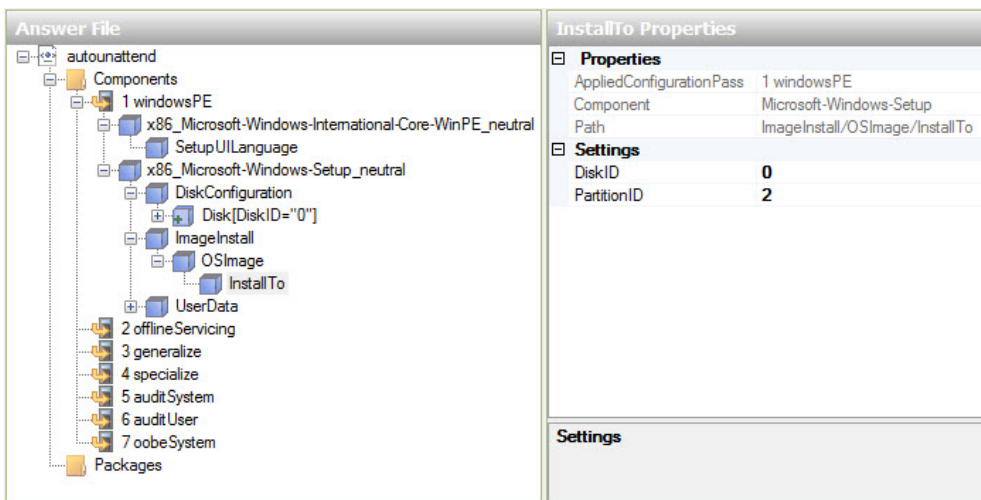 Answer File
autounattend
Components
1 windowsPE
x86_Microsoft-Windows-International-Core-WinPE_neutral
SetupUILanguage
x86_Microsoft-Windows-Setup_neutral
DiskConfiguration
Disk[DiskID="0"]
ImageInstall
OSImage
InstallTo
UserData
2 offlineServicing
3 generalize
4 specialize
5 auditSystem
6 auditUser
7 oobeSystem
Packages
InstallTo Properties
Properties
AppliedConfigurationPass 1 windowsPE
Component Microsoft-Windows-Setup
Path ImageInstall/OSImage/InstallTo
Settings
DiskID 0
PartitionID 2
Settings